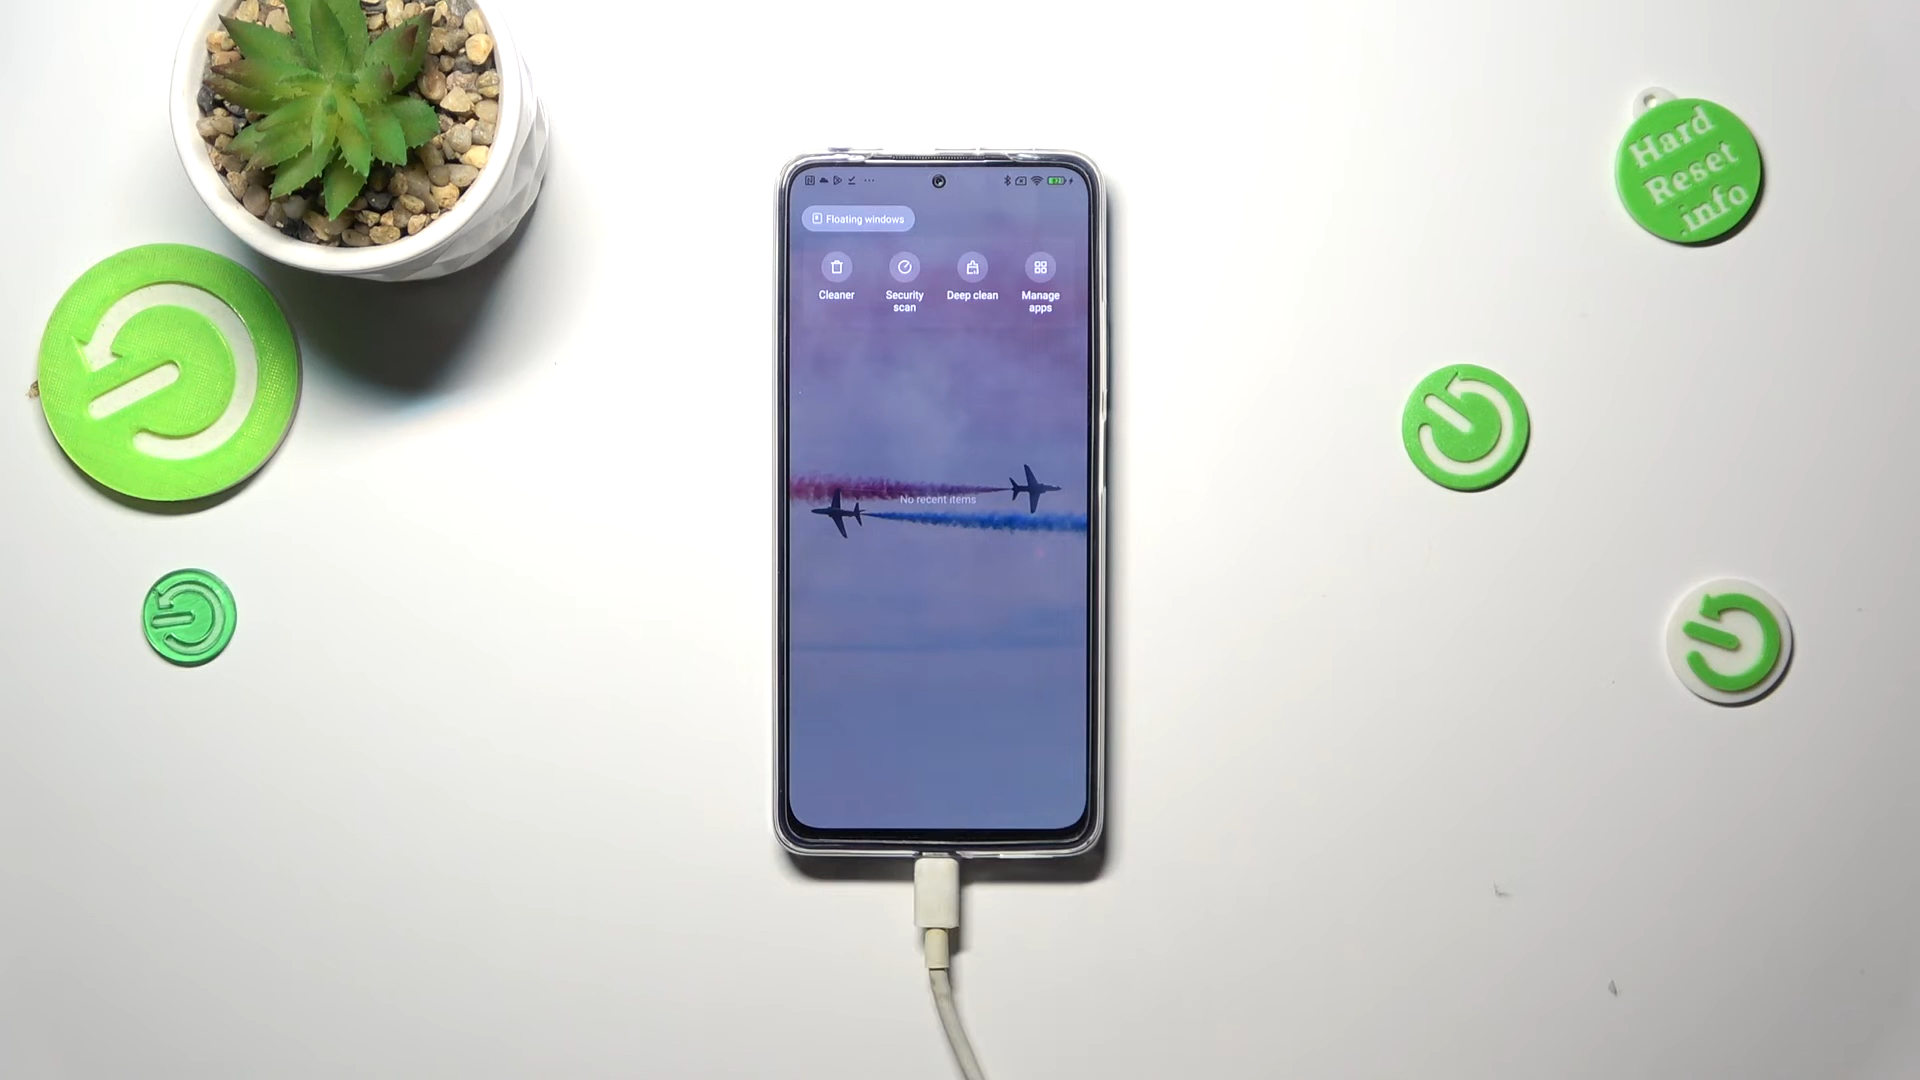 Hard
Reset
.info
Floating windows
Cleaner
Security
scan
Deep clean
Manage
apps
No recent items